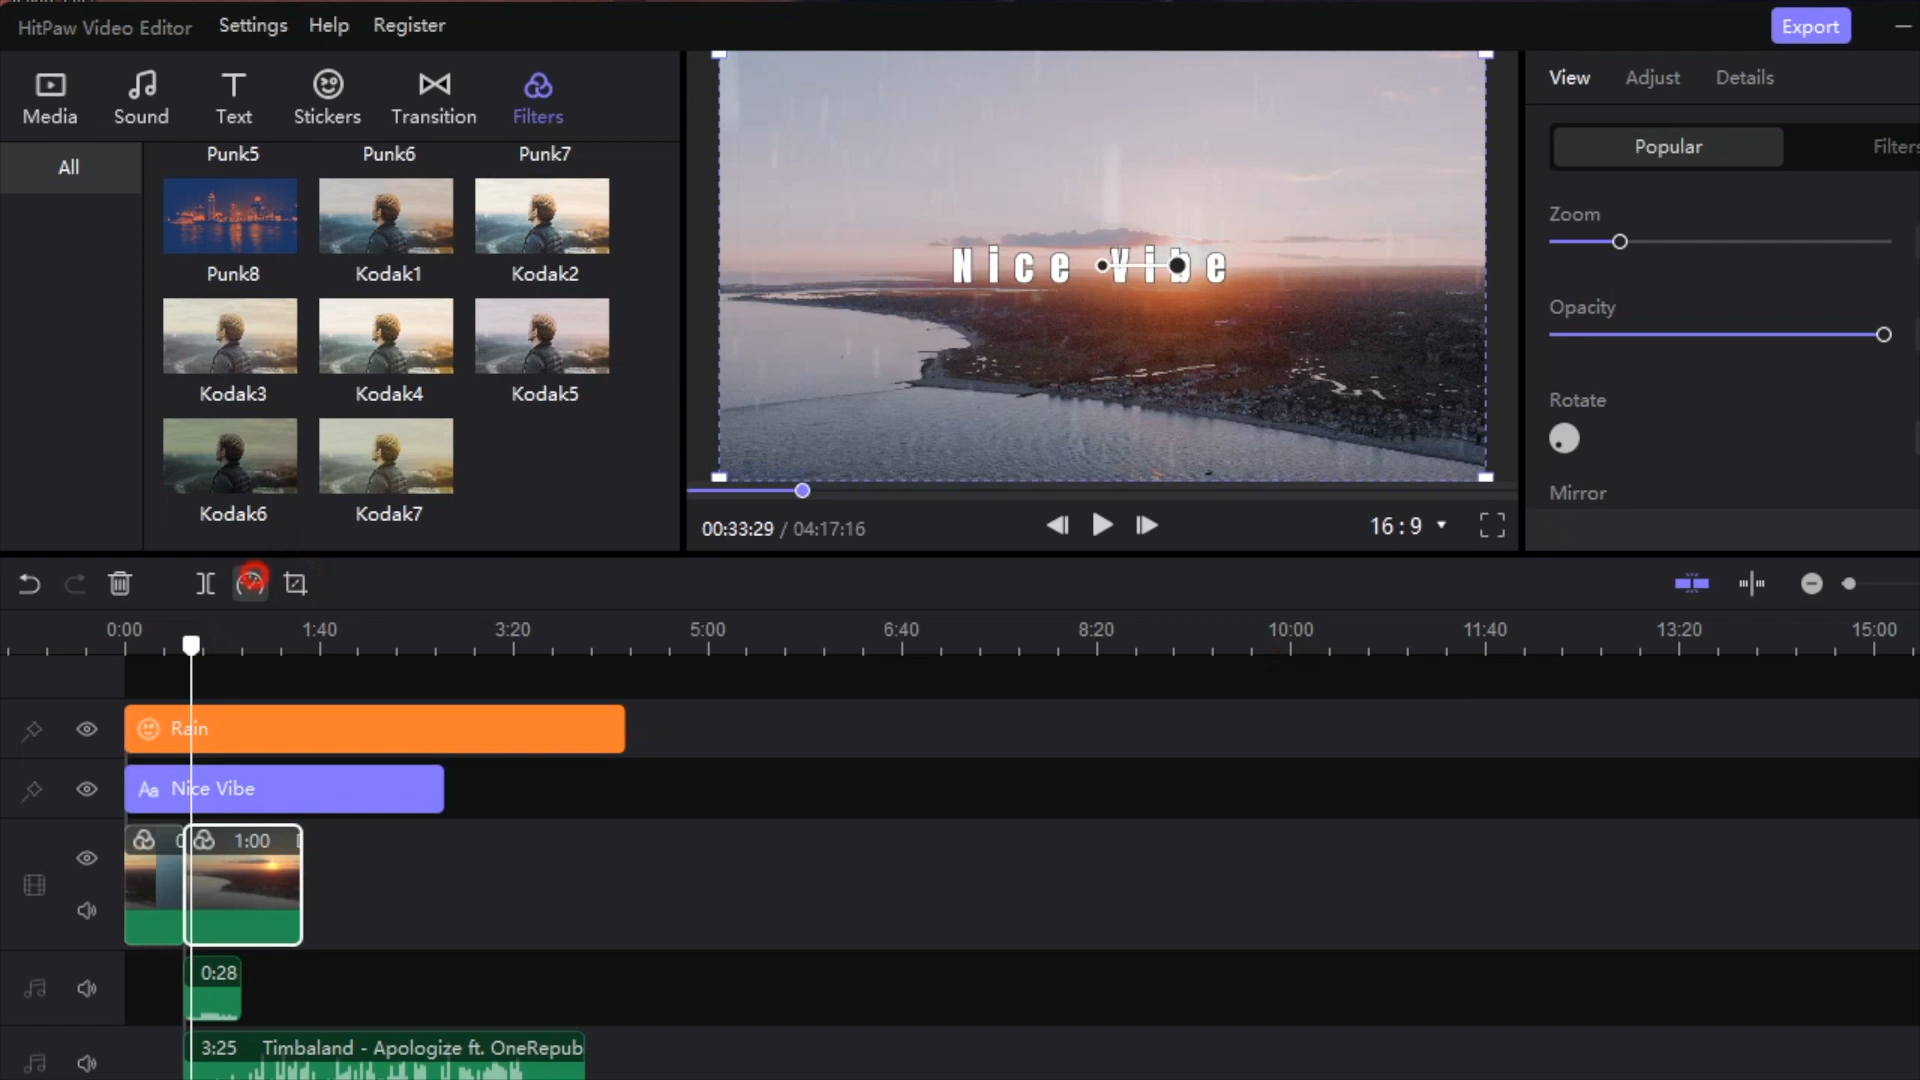 HitPaw Video Editor
Settings
Help
Register
Export
Media
Sound
Text
Stickers
Transition
Filters
View
Adjust
Details
All
Popular
Filters
Punk5
Punk6
Punk7
Punk8
Kodak1
Kodak2
Kodak3
Kodak4
Kodak5
Kodak6
Kodak7
Nice Vibe
Zoom
Opacity
Rotate
Mirror
00:33:29 / 04:17:16
16:9
0:00
1:40
3:20
5:00
6:40
8:20
10:00
11:40
13:20
15:00
Rain
Aa Nice Vibe
1:00
0:28
3:25 Timbaland - Apologize ft. OneRepub